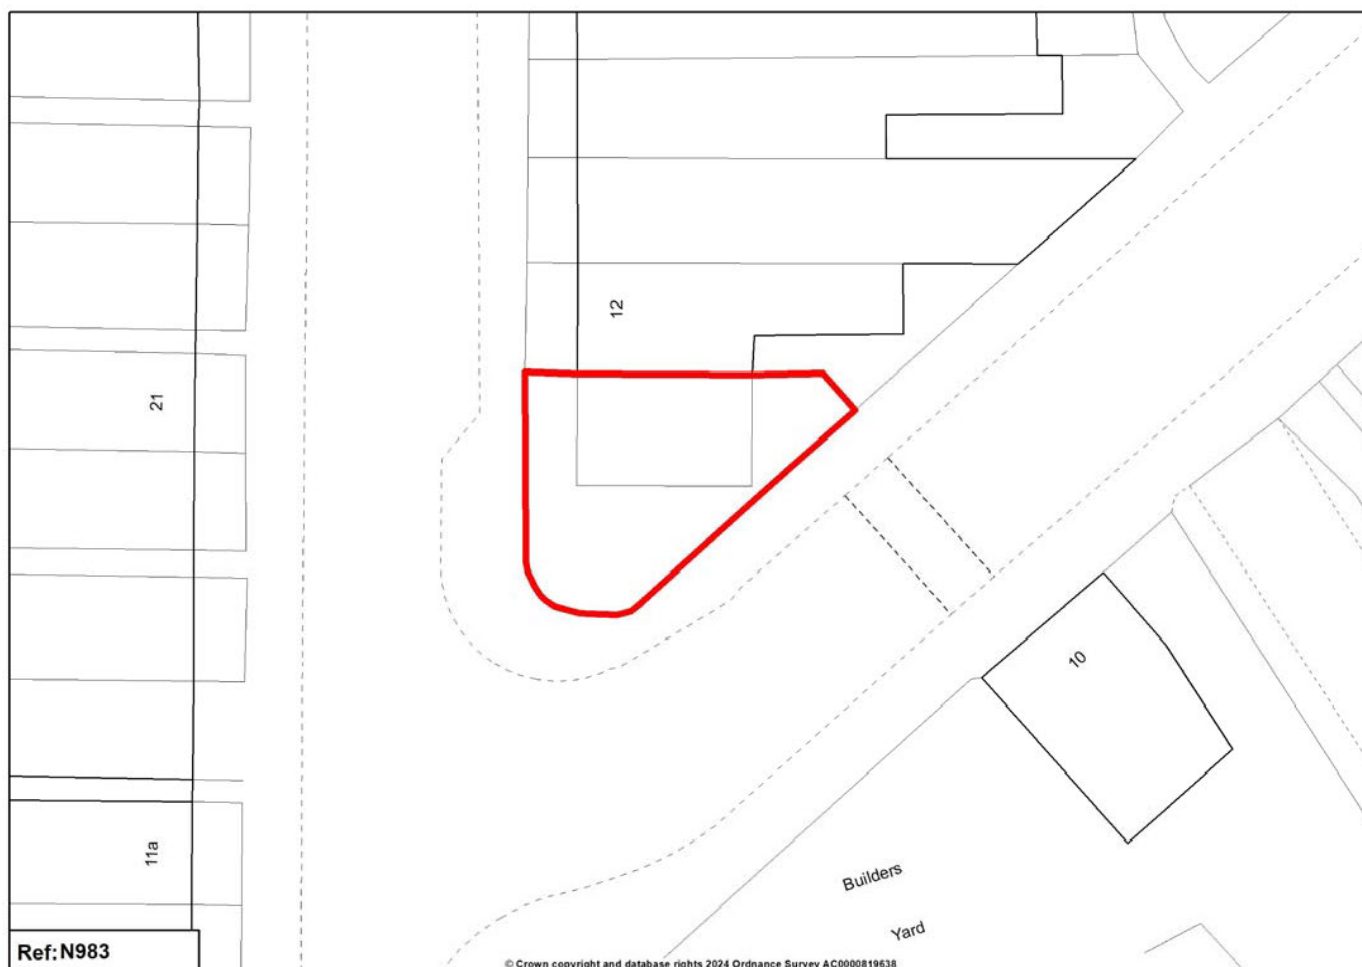 12
21
10
11a
Builders
Yard
Ref:N983
© Crown copyright and database rights 2024 Ordnance Survey AC0000819638